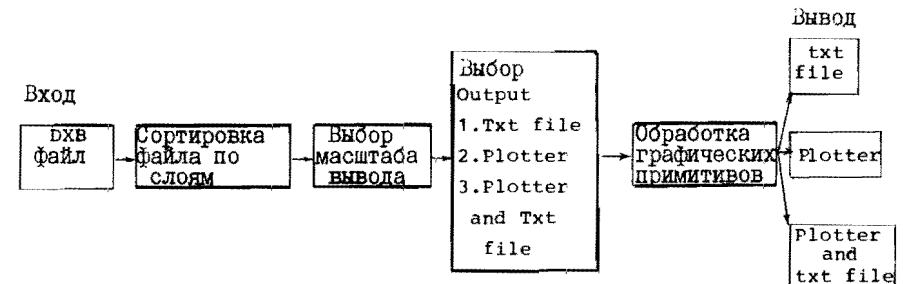 Вход
DXB
файл
Сортировка
файла по
слоям
Выбор
масштаба
вывода
Выбор
Output
1.Txt file
2.Plotter
3.Plotter
and Txt
file
Обработка
графических
примитивов
Вывод
txt
file
Plotter
Plotter
and
txt file